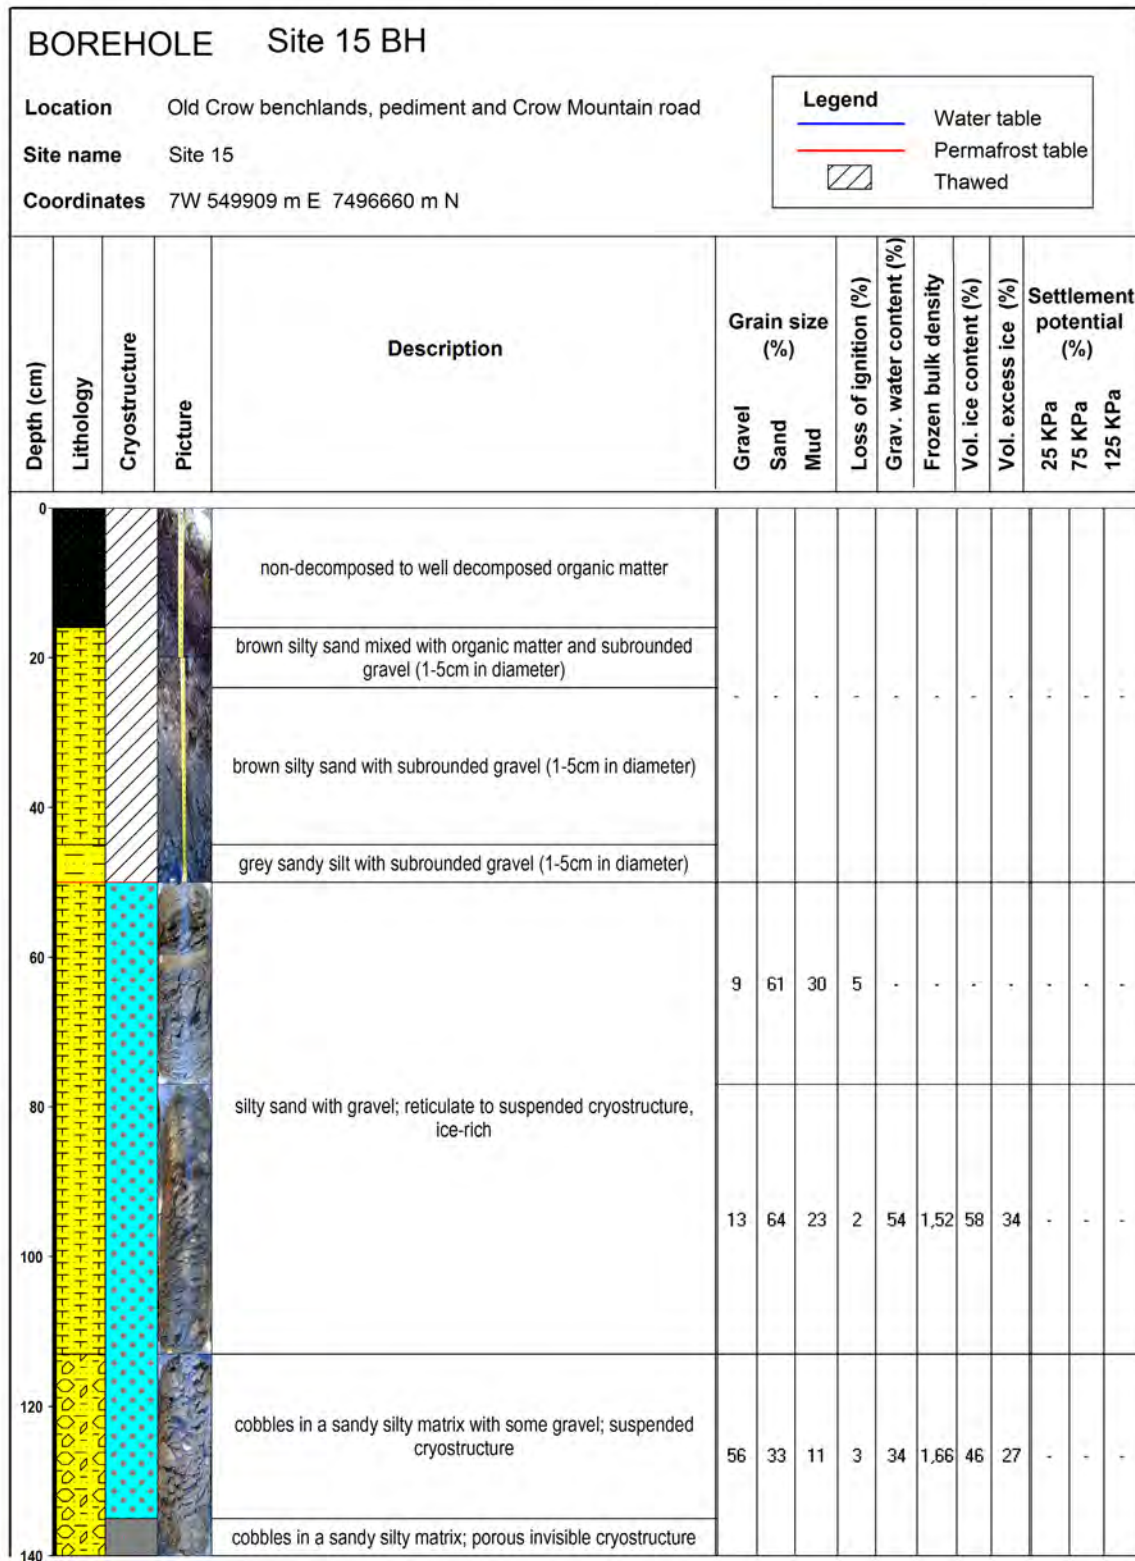 BOREHOLE Site 15 BH
Location Old Crow benchlands, pediment and Crow Mountain road
Site name Site 15
Coordinates 7W 549909 m E 7496660 m N
Legend
Water table
Permafrost table
Thawed
Depth (cm)
Lithology
Cryostructure
Picture
Description
Grain size
(%)
Gravel
Sand
Mud
Loss of ignition (%)
Grav. water content (%)
Frozen bulk density
Vol. ice content (%)
Vol. excess ice (%)
Settlement
potential
(%)
25 KPa
75 KPa
125 KPa
0
non-decomposed to well decomposed organic matter
brown silty sand mixed with organic matter and subrounded
gravel (1-5cm in diameter)
20
- - - - - - - - - - -
brown silty sand with subrounded gravel (1-5cm in diameter)
40
grey sandy silt with subrounded gravel (1-5cm in diameter)
60
9 61 30 5 - - - - - - -
80
silty sand with gravel; reticulate to suspended cryostructure,
ice-rich
13 64 23 2 54 1,52 58 34 - - -
100
120
cobbles in a sandy silty matrix with some gravel; suspended
cryostructure
56 33 11 3 34 1,66 46 27 - - -
cobbles in a sandy silty matrix; porous invisible cryostructure
140